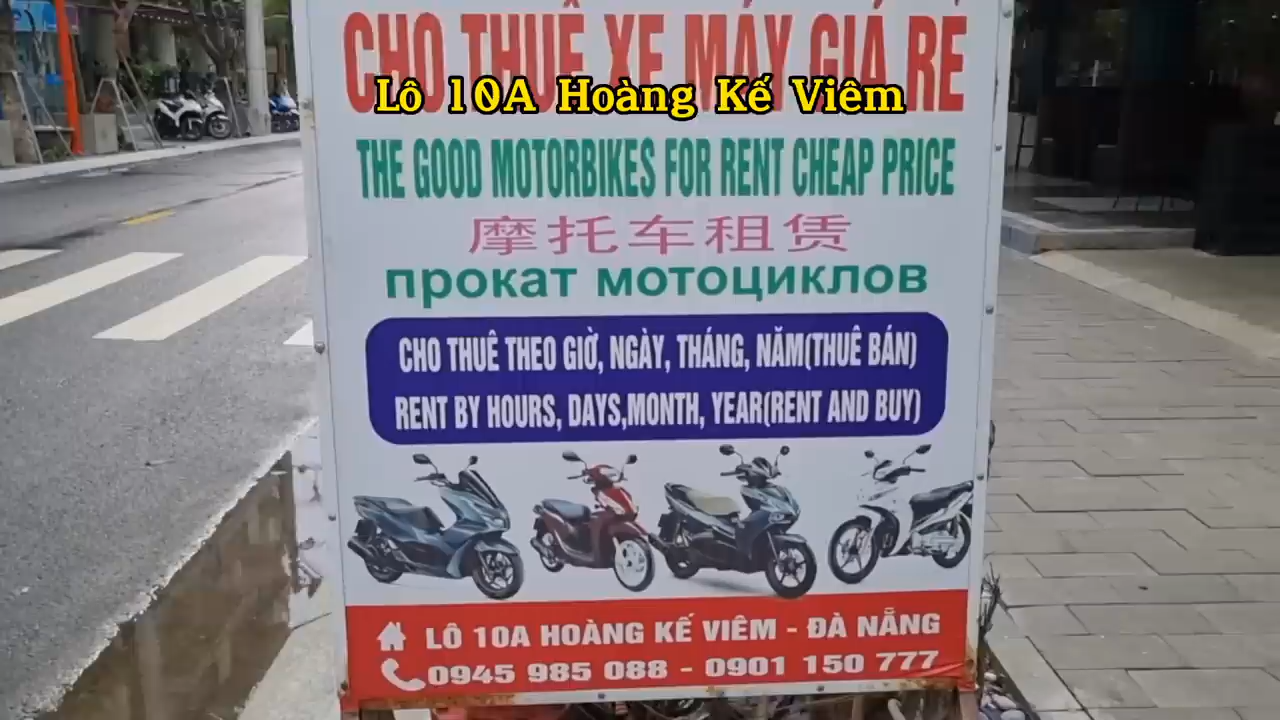 CHO THUÊ XE MÁY GIÁ RẺ
Lô 10A Hoàng Kế Viêm
THE GOOD MOTORBIKES FOR RENT CHEAP PRICE
摩托车租赁
прокат мотоциклов
CHO THUÊ THEO GIỜ, NGÀY, THÁNG, NĂM(THUÊ BÁN)
RENT BY HOURS, DAYS,MONTH, YEAR(RENT AND BUY)
LÔ 10A HOÀNG KẾ VIÊM - ĐÀ NẴNG
0945 985 088 - 0901 150 777